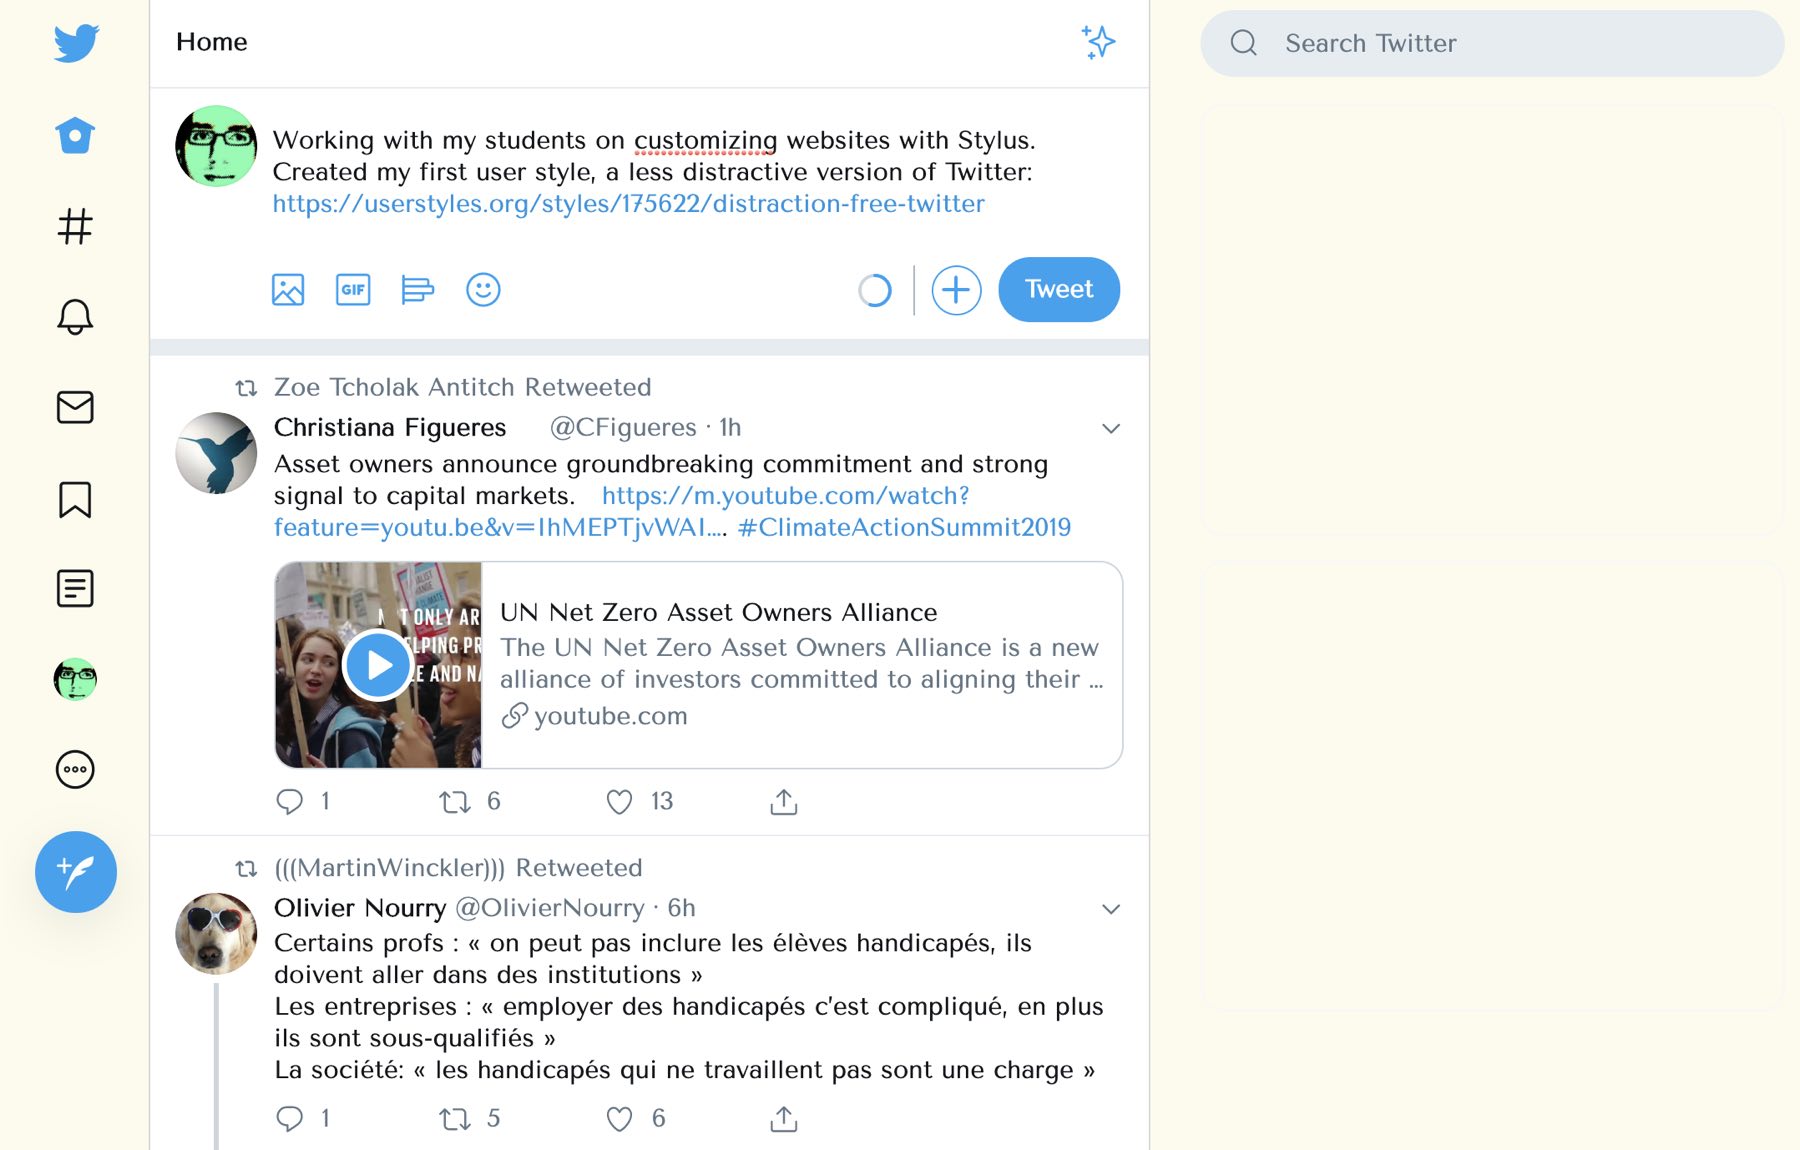 Home
Search Twitter
Working with my students on customizing websites with Stylus.
Created my first user style, a less distractive version of Twitter:
https://userstyles.org/styles/175622/distraction-free-twitter
GIF
Tweet
Zoe Tcholak Antitch Retweeted
Christiana Figueres @CFigueres · 1h
Asset owners announce groundbreaking commitment and strong
signal to capital markets. https://m.youtube.com/watch?
feature=youtu.be&v=IhMEPTjvWAI…. #ClimateActionSummit2019
T ONLY AR
LPING PR
E AND NA
UN Net Zero Asset Owners Alliance
The UN Net Zero Asset Owners Alliance is a new
alliance of investors committed to aligning their ...
youtube.com
1 6 13
(((MartinWinckler))) Retweeted
Olivier Nourry @OlivierNourry · 6h
Certains profs : « on peut pas inclure les élèves handicapés, ils
doivent aller dans des institutions »
Les entreprises : « employer des handicapés c’est compliqué, en plus
ils sont sous-qualifiés »
La société: « les handicapés qui ne travaillent pas sont une charge »
1 5 6